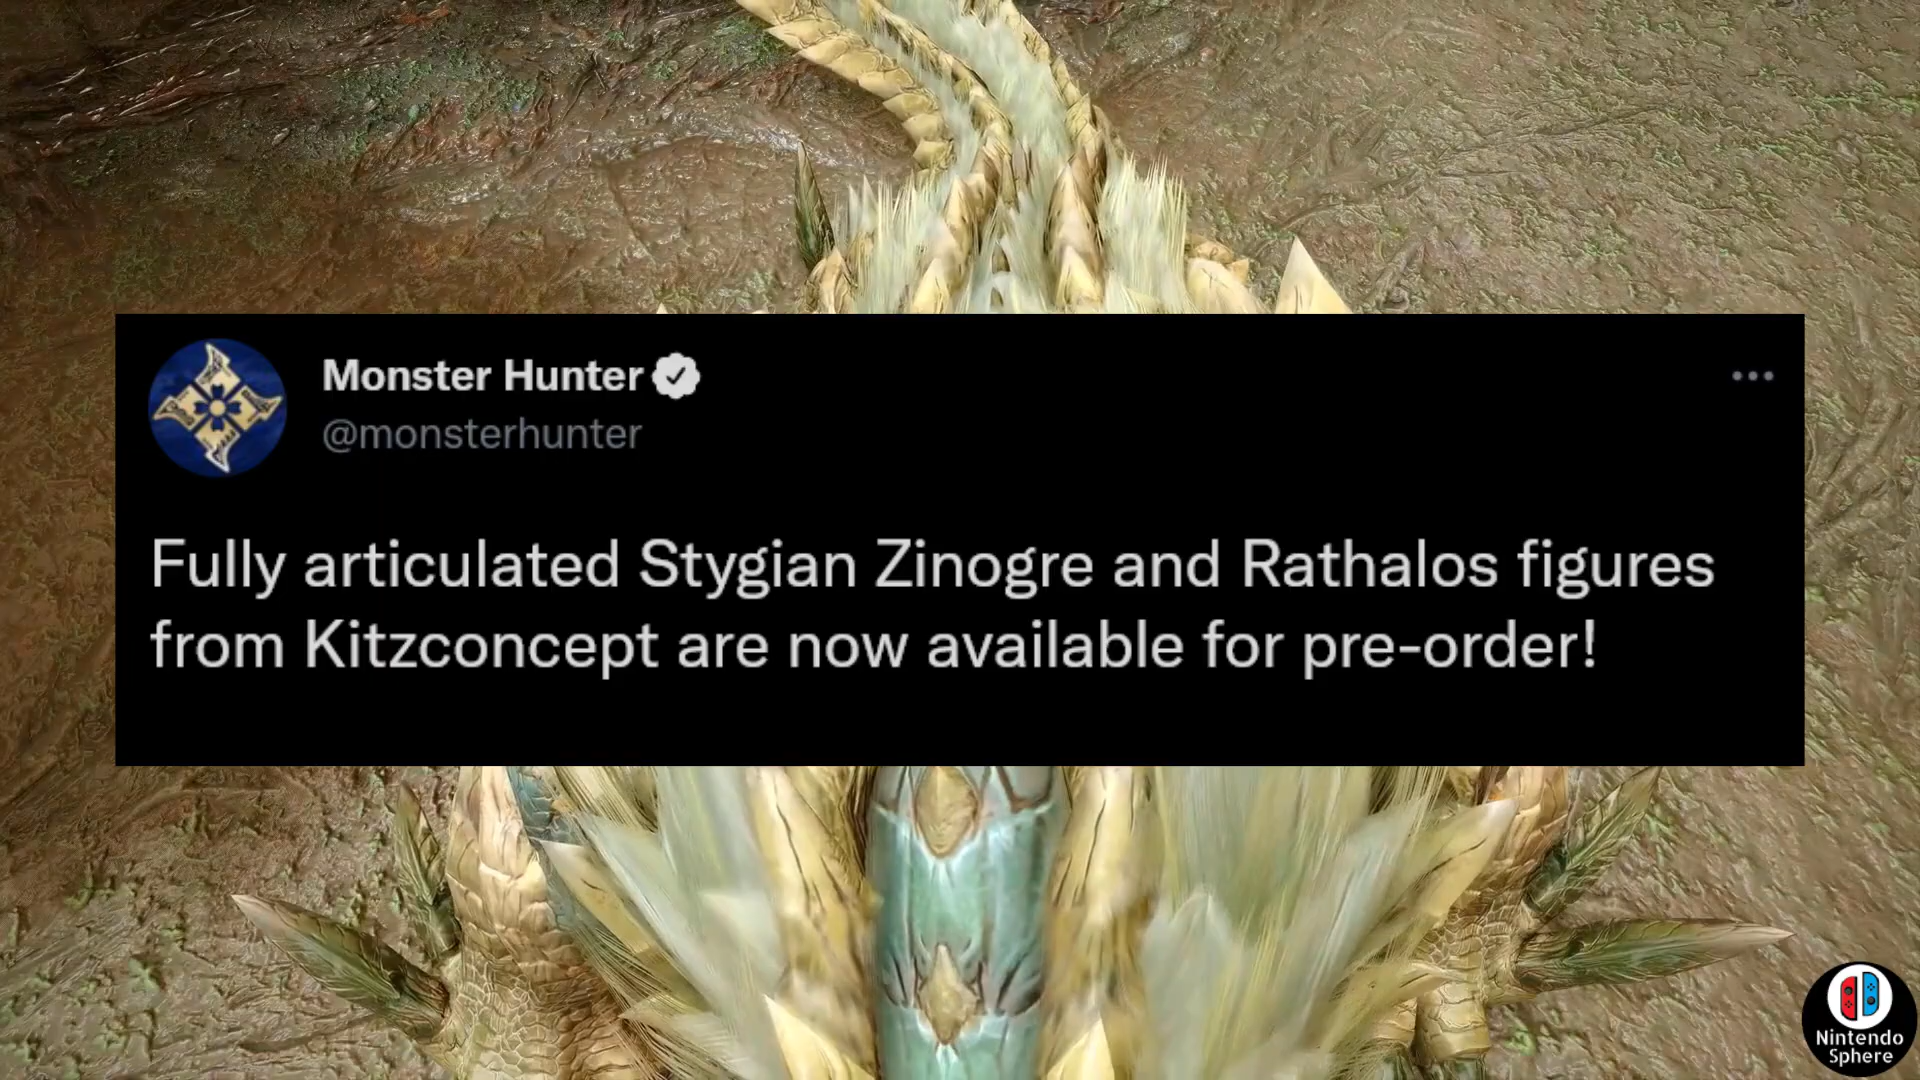 Monster Hunter
@monsterhunter
Fully articulated Stygian Zinogre and Rathalos figures
from Kitzconcept are now available for pre-order!
Nintendo
Sphere